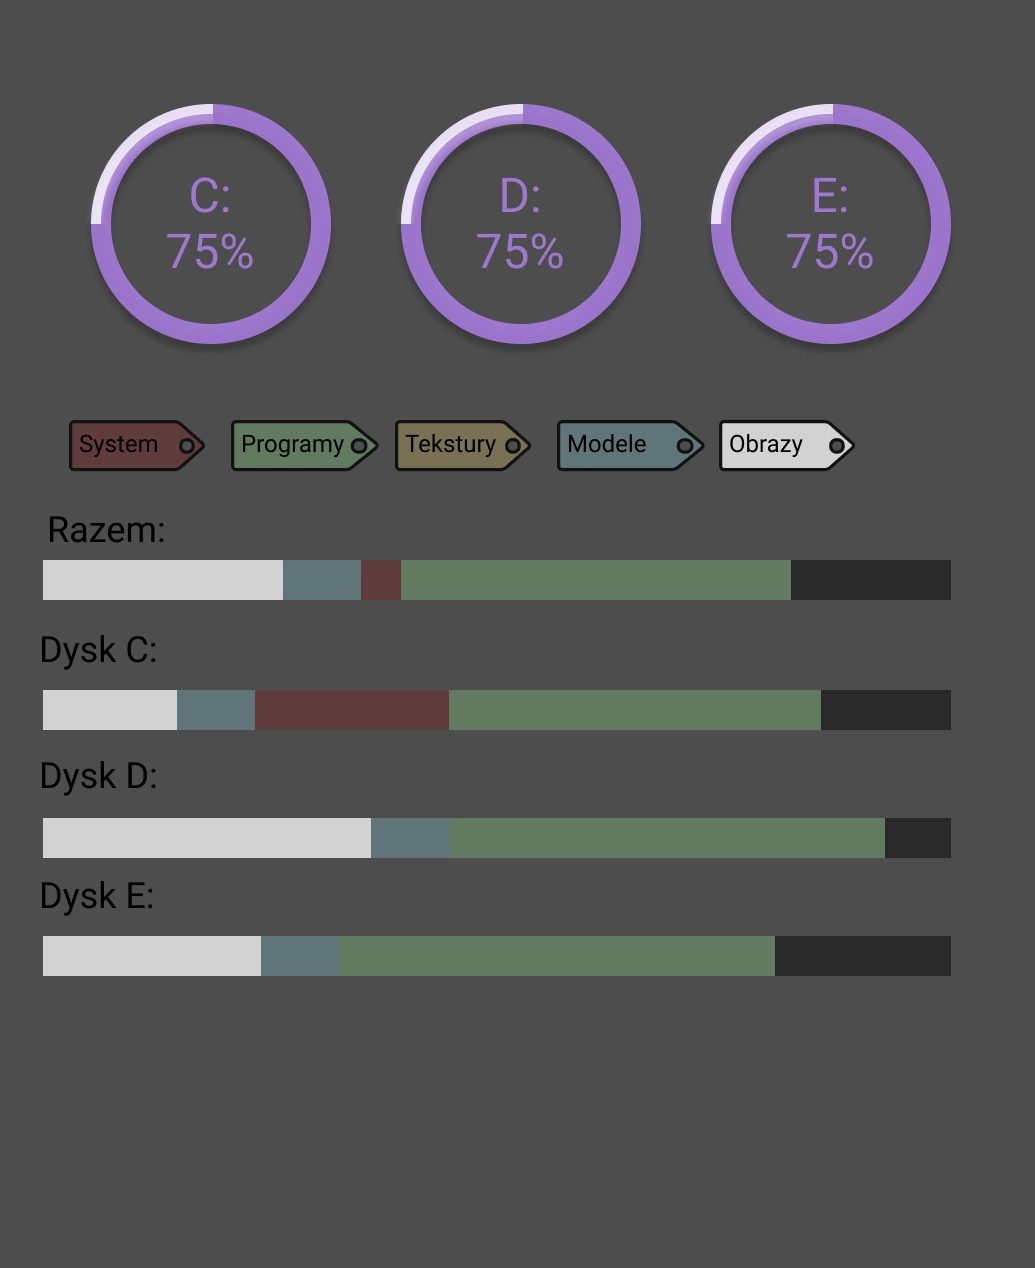 C:
75%
D:
75%
E:
75%
System
Programy
Tekstury
Modele
Obrazy
Razem:
Dysk C:
Dysk D:
Dysk E: